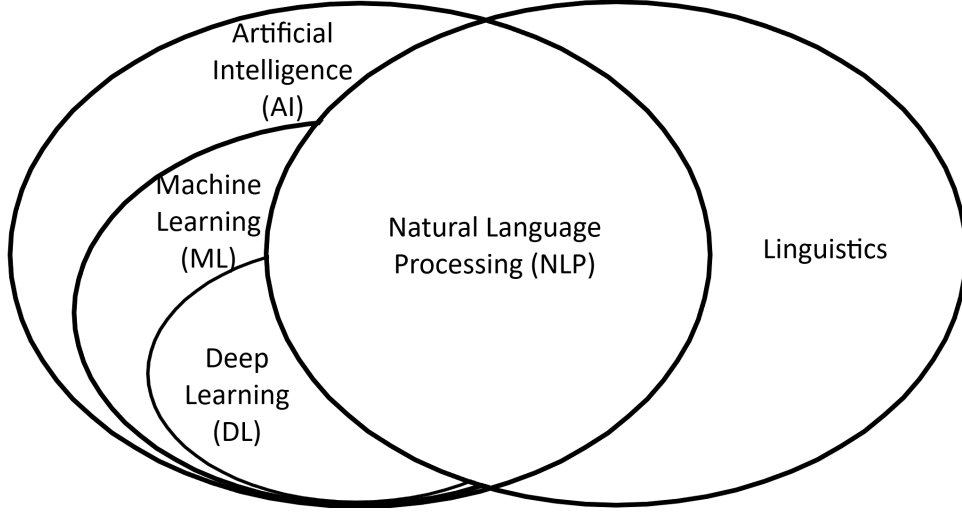 Artificial
Intelligence
(AI)
Machine
Learning
(ML)
Deep
Learning
(DL)
Natural Language
Processing (NLP)
Linguistics